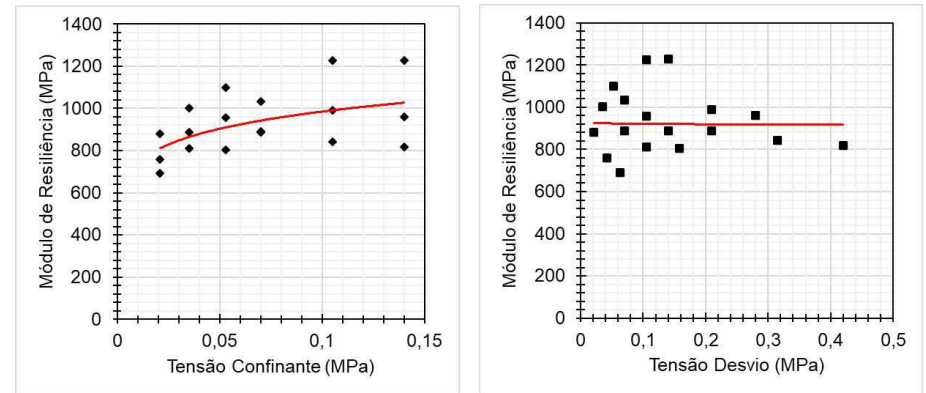 1400
1200
1000
800
600
400
200
0
Módulo de Resiliência (MPa)
0 0,05 0,1 0,15
Tensão Confinante (MPa)
1400
1200
1000
800
600
400
200
0
Módulo de Resiliência (MPa)
0 0,1 0,2 0,3 0,4 0,5
Tensão Desvio (MPa)